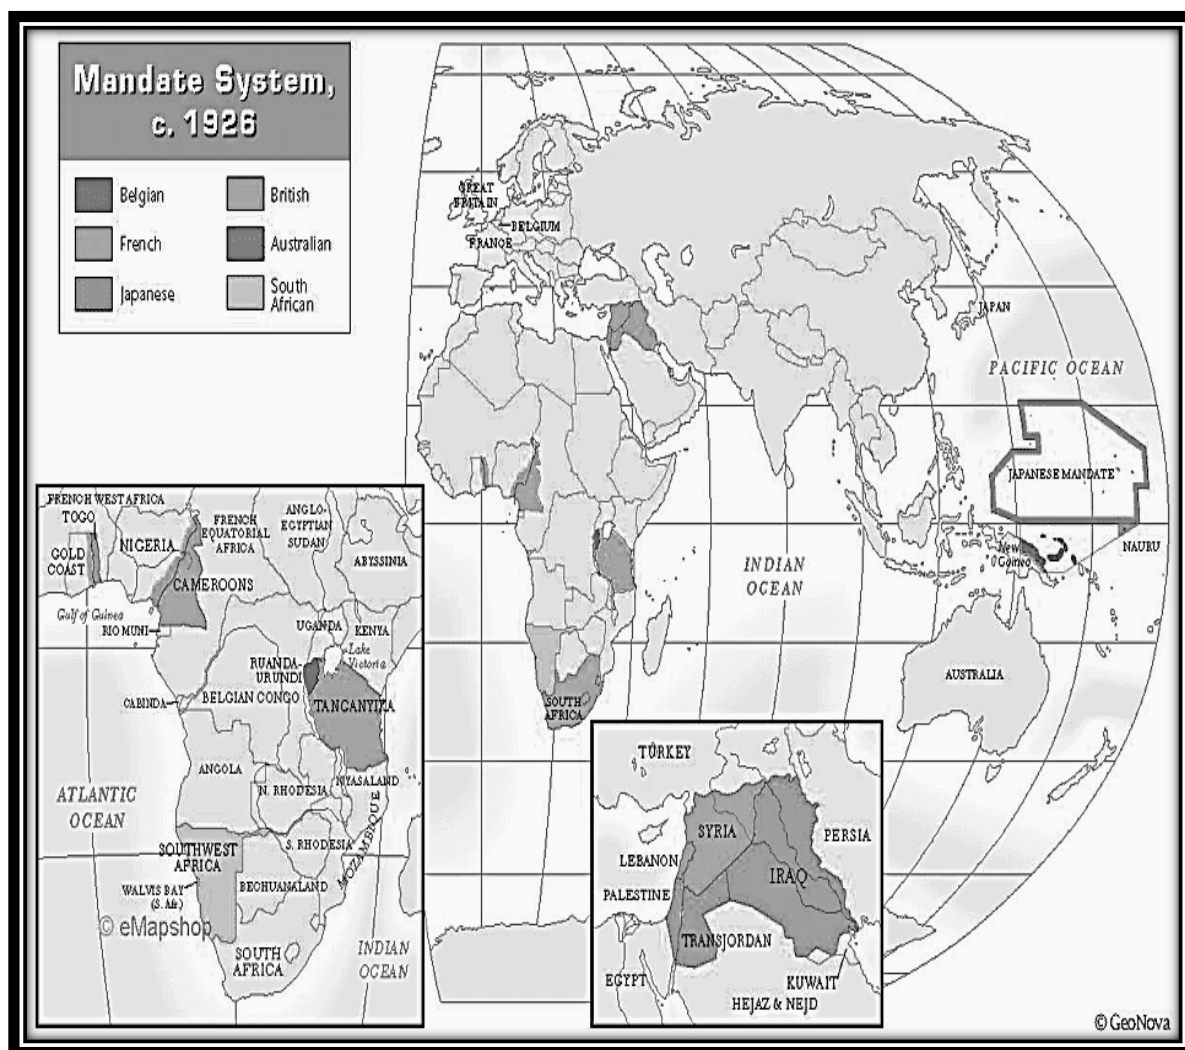 Mandate System,
c. 1926
Belgian
British
French
Australian
Japanese
South
African
GREAT
BRITAIN
BELGIUM
FRANCE
JAPAN
PACIFIC OCEAN
JAPANESE MANDATE
NAURU
New
Guinea
INDIAN
OCEAN
AUSTRALIA
SOUTH
AFRICA
FRENCH WEST AFRICA
TOGO
GOLD
COAST
NIGERIA
FRENCH
EQUATORIAL
AFRICA
ANGLO-
EGYPTIAN
SUDAN
ABYSSINIA
CAMEROONS
Gulf of Guinea
RIO MUNI
UGANDA
KENYA
Lake
Victoria
RUANDA-
URUNDI
CABINDA
BELGIAN CONGO
TANGANYIKA
ANGOLA
NYASALAND
N. RHODESIA
ATLANTIC
OCEAN
S. RHODESIA
MOZAMBIQUE
SOUTHWEST
AFRICA
WALVIS BAY
(S. Afr.)
BECHUANALAND
© eMapshop
SOUTH
AFRICA
INDIAN
OCEAN
TURKEY
SYRIA
PERSIA
LEBANON
IRAQ
PALESTINE
TRANSJORDAN
EGYPT
KUWAIT
HEJAZ & NEJD
© GeoNova